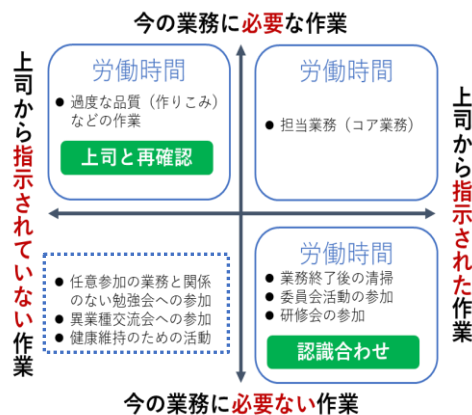 今の業務に必要な作業
上司から指示されていない作業
上司から指示された作業
労働時間
● 過度な品質（作りこみ）
などの作業
上司と再確認
労働時間
● 担当業務（コア業務）
● 任意参加の業務と関係
のない勉強会への参加
● 異業種交流会への参加
● 健康維持のための活動
労働時間
● 業務終了後の清掃
● 委員会活動の参加
● 研修会の参加
認識合わせ
今の業務に必要ない作業